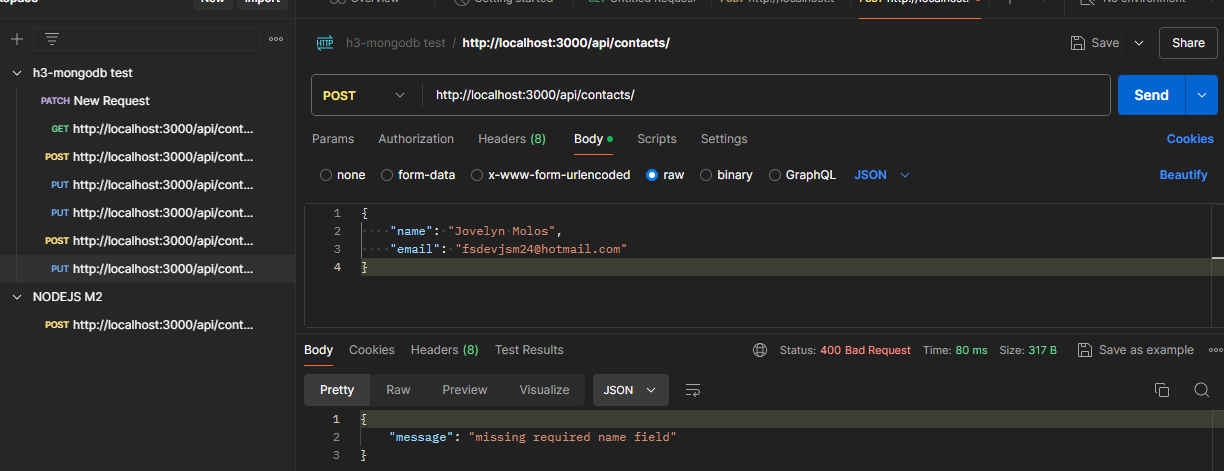 kspace
New
Import
Overview
Getting started
GET Untitled Request
POST http://localhost:t
POST http://localhost:
No environment
h3-mongodb test / http://localhost:3000/api/contacts/
Save
Share
h3-mongodb test
PATCH New Request
GET http://localhost:3000/api/cont...
POST http://localhost:3000/api/cont...
PUT http://localhost:3000/api/cont...
PUT http://localhost:3000/api/cont...
POST http://localhost:3000/api/cont...
PUT http://localhost:3000/api/cont...
NODEJS M2
POST http://localhost:3000/api/cont...
POST http://localhost:3000/api/contacts/
Send
Params Authorization Headers (8) Body Scripts Settings Cookies
none form-data x-www-form-urlencoded raw binary GraphQL JSON Beautify
1 {
2 "name": "Jovelyn Molos",
3 "email": "fsdevjsm24@hotmail.com"
4 }
Body Cookies Headers (8) Test Results Status: 400 Bad Request Time: 80 ms Size: 317 B Save as example
Pretty Raw Preview Visualize JSON
1 {
2 "message": "missing required name field"
3 }